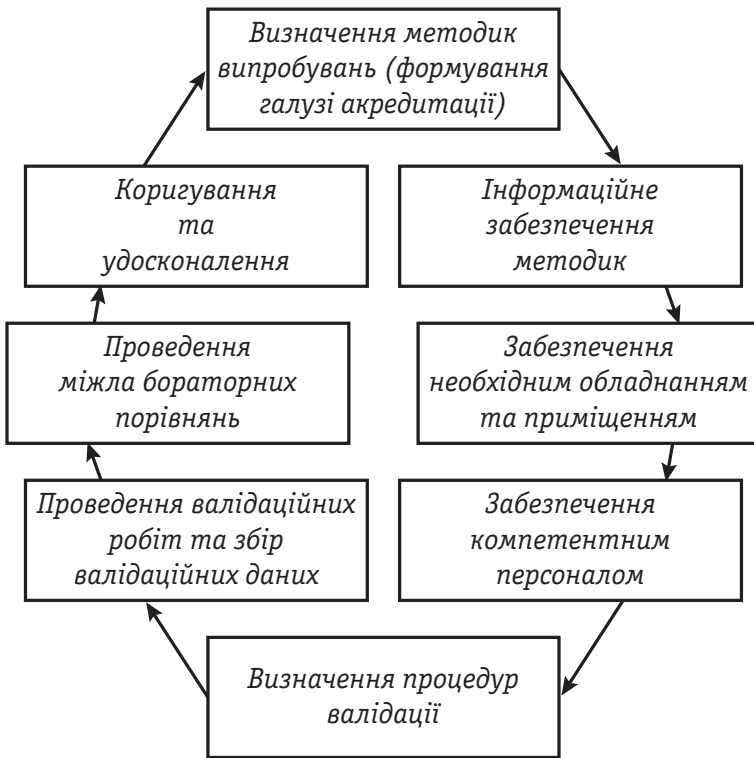 Визначення методик
випробувань (формування
галузі акредитації)
Інформаційне
забезпечення
методик
Забезпечення
необхідним обладнанням
та приміщенням
Забезпечення
компетентним
персоналом
Визначення процедур
валідації
Проведення валідаційних
робіт та збір
валідаційних даних
Проведення
міжла бораторних
порівнянь
Коригування
та
удосконалення